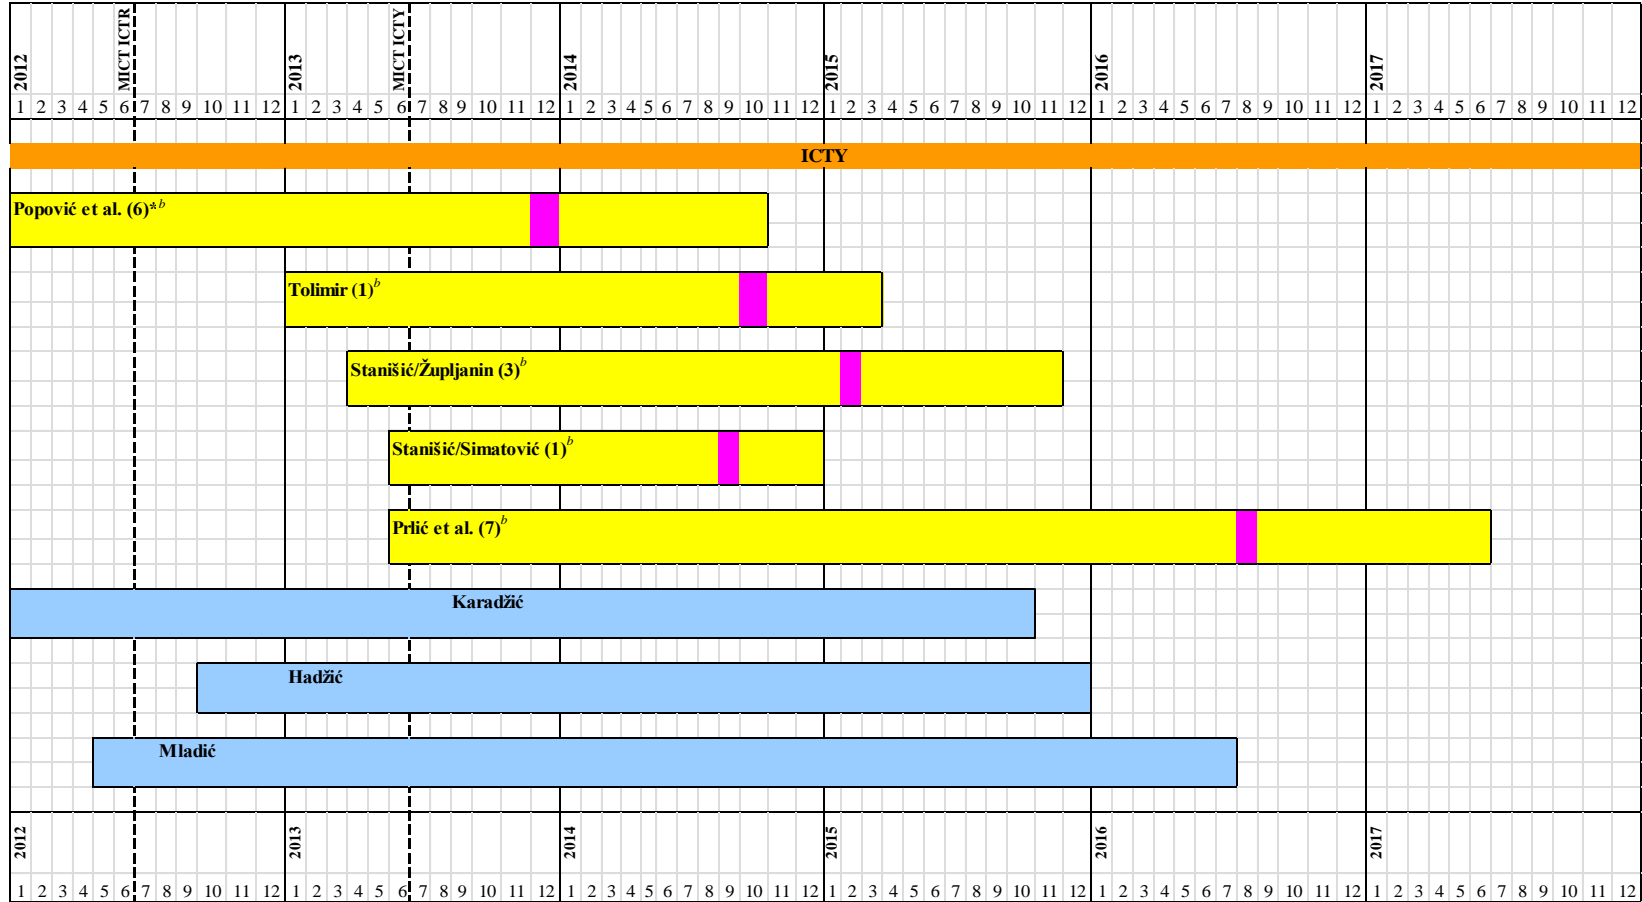 2012 MICT ICTR 2013 MICT ICTY 2014 2015 2016 2017
1 2 3 4 5 6 7 8 9 10 11 12 1 2 3 4 5 6 7 8 9 10 11 12 1 2 3 4 5 6 7 8 9 10 11 12 1 2 3 4 5 6 7 8 9 10 11 12 1 2 3 4 5 6 7 8 9 10 11 12 1 2 3 4 5 6 7 8 9 10 11 12
ICTY
Popović et al. (6)*b
Tolimir (1)b
Stanišić/Župljanin (3)b
Stanišić/Simatović (1)b
Prlić et al. (7)b
Karadžić
Hadžić
Mladić
2012 2013 2014 2015 2016 2017
1 2 3 4 5 6 7 8 9 10 11 12 1 2 3 4 5 6 7 8 9 10 11 12 1 2 3 4 5 6 7 8 9 10 11 12 1 2 3 4 5 6 7 8 9 10 11 12 1 2 3 4 5 6 7 8 9 10 11 12 1 2 3 4 5 6 7 8 9 10 11 12